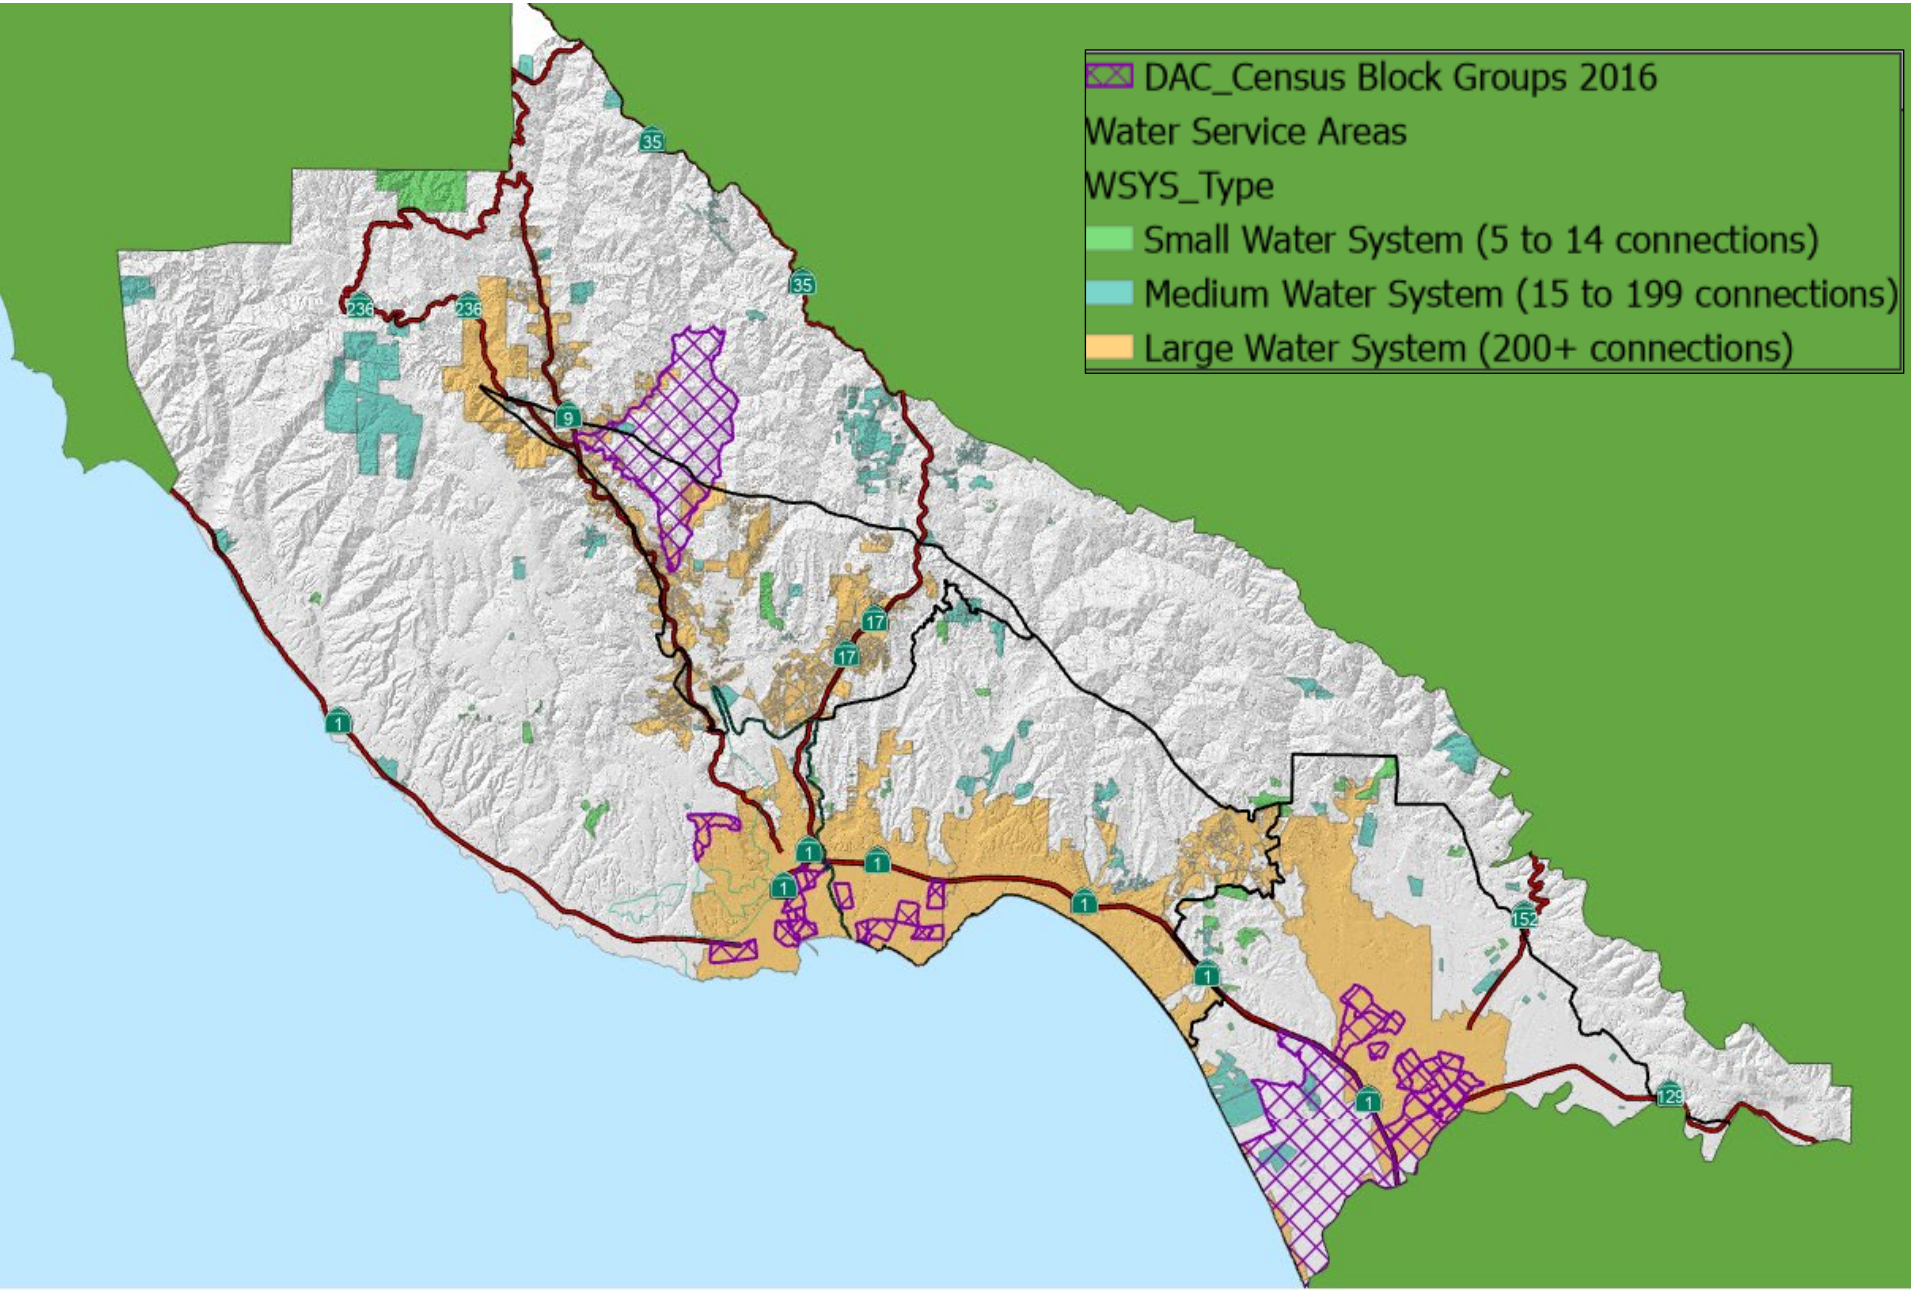 DAC_Census Block Groups 2016
Water Service Areas
WSYS_Type
Small Water System (5 to 14 connections)
Medium Water System (15 to 199 connections)
Large Water System (200+ connections)
35
35
236
236
9
17
17
1
1
1
1
1
152
1
1
129